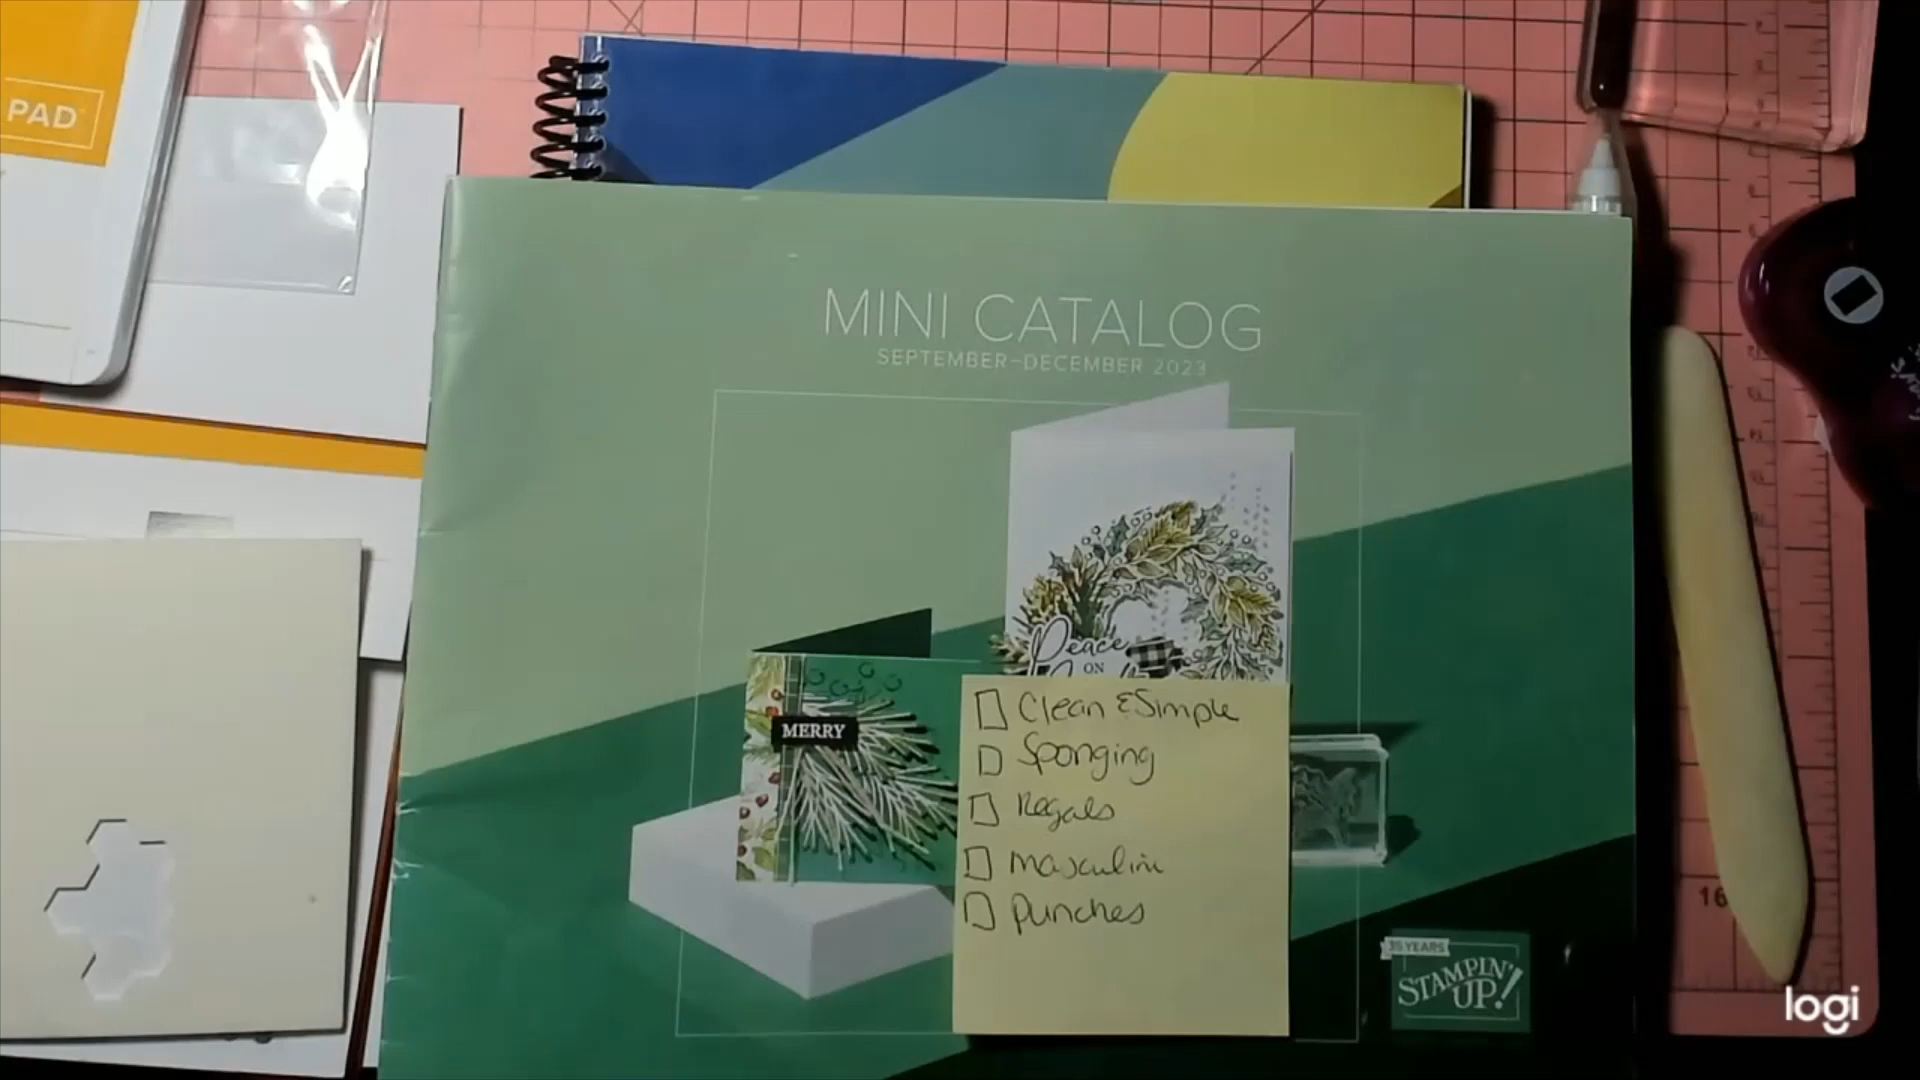 PAD
MINI CATALOG
SEPTEMBER–DECEMBER 2023
Peace
ON
MERRY
Clean & Simple
Sponging
Regals
Masculine
punches
16
35 YEARS
STAMPIN'
UP!
logi